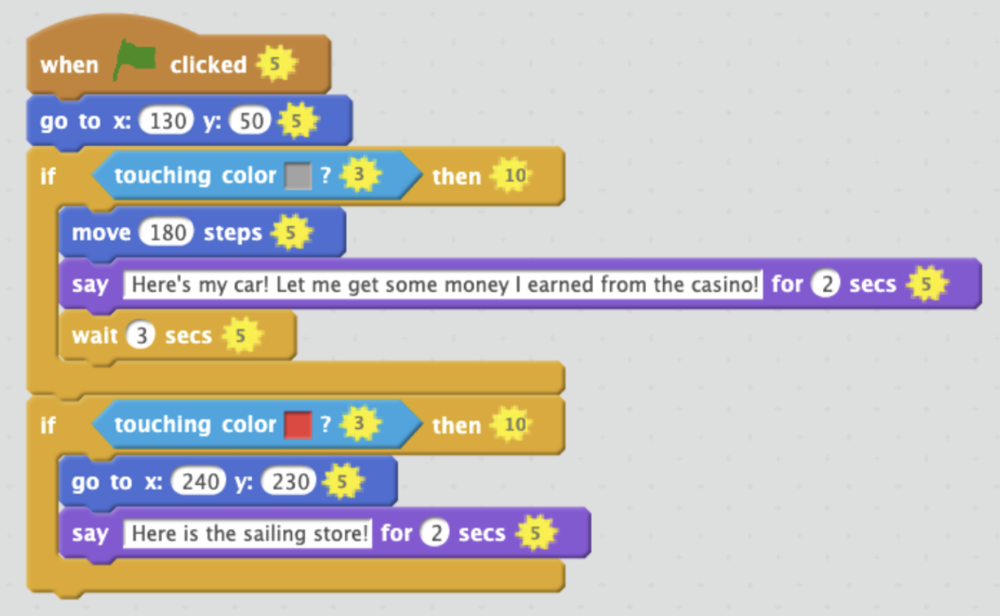 when clicked 5
go to x: 130 y: 50 5
if touching color ? 3 then 10
move 180 steps 5
say Here's my car! Let me get some money I earned from the casino! for 2 secs 5
wait 3 secs 5
if touching color ? 3 then 10
go to x: 240 y: 230 5
say Here is the sailing store! for 2 secs 5